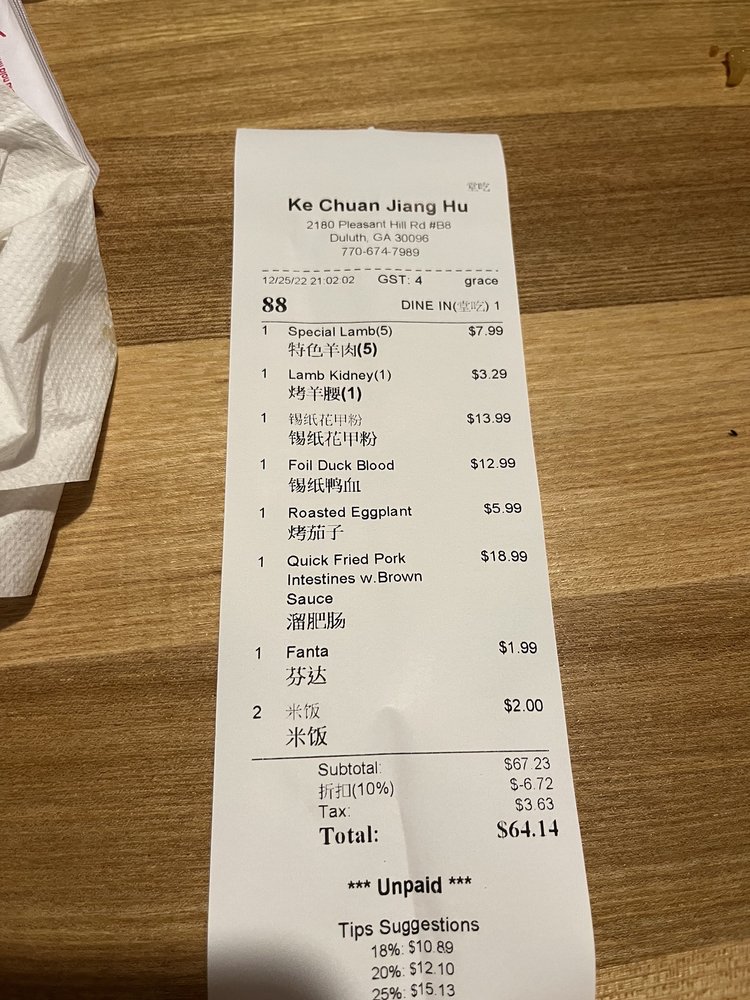 堂吃
Ke Chuan Jiang Hu
2180 Pleasant Hill Rd #B8
Duluth, GA 30096
770-674-7989
12/25/22 21:02:02 GST: 4 grace
88 DINE IN(堂吃) 1
1 Special Lamb(5) $7.99
特色羊肉(5)
1 Lamb Kidney(1) $3.29
烤羊腰(1)
1 锡纸花甲粉 $13.99
锡纸花甲粉
1 Foil Duck Blood $12.99
锡纸鸭血
1 Roasted Eggplant $5.99
烤茄子
1 Quick Fried Pork $18.99
Intestines w.Brown
Sauce
溜肥肠
1 Fanta $1.99
芬达
2 米饭 $2.00
米饭
Subtotal: $67.23
折扣(10%) $-6.72
Tax: $3.63
Total: $64.14
*** Unpaid ***
Tips Suggestions
18%: $10.89
20%: $12.10
25%: $15.13